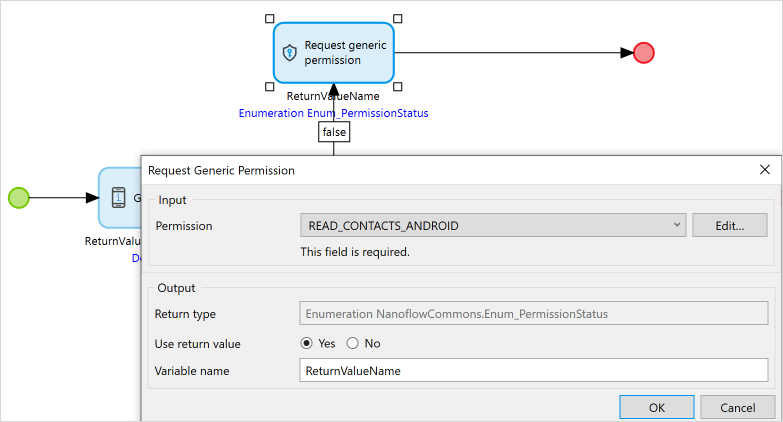 Request generic
permission
ReturnValueName
Enumeration Enum_PermissionStatus
false
G
ReturnValu
De
Request Generic Permission
Input
Permission
READ_CONTACTS_ANDROID
Edit...
This field is required.
Output
Return type
Enumeration NanoflowCommons.Enum_PermissionStatus
Use return value
Yes
No
Variable name
ReturnValueName
OK
Cancel